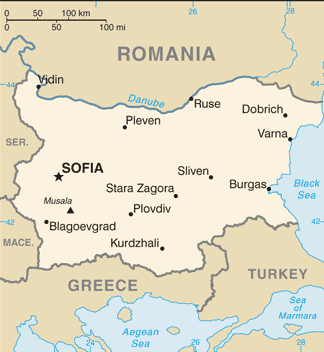 0 50 100 km
0 50 100 mi
26
28
ROMANIA
44
44
Vidin
Danube
Ruse
Dobrich
Pleven
Varna
SER.
SOFIA
Sliven
Black
Sea
Stara Zagora
Burgas
Musala
Plovdiv
42
42
Blagoevgrad
MACE.
Kurdzhali
GREECE
TURKEY
Sea
of
Marmara
Aegean
Sea
24
26
28